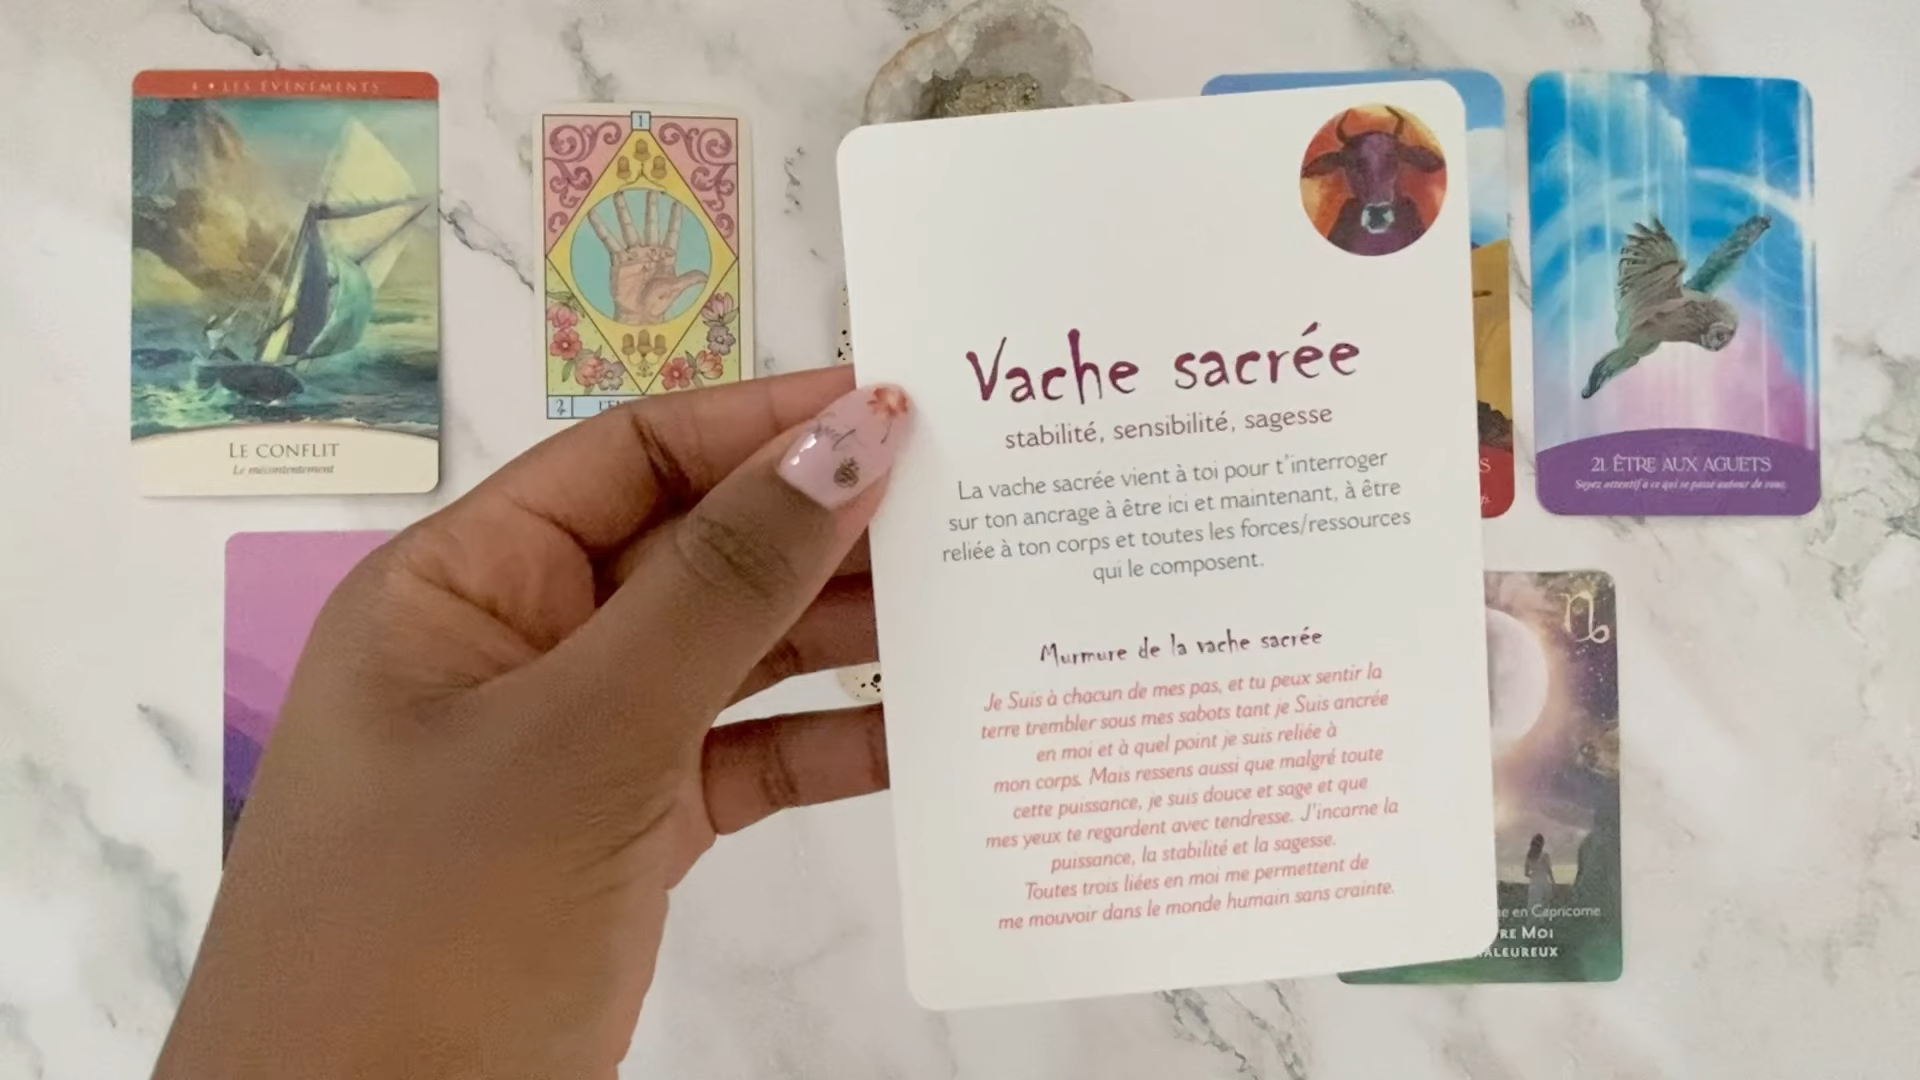 4 • LES ÉVÉNEMENTS
LE CONFLIT
Le mécontentement
1
2
Vache sacrée
stabilité, sensibilité, sagesse
La vache sacrée vient à toi pour t'interroger
sur ton ancrage à être ici et maintenant, à être
reliée à ton corps et toutes les forces/ressources
qui le composent.
Murmure de la vache sacrée
Je Suis à chacun de mes pas, et tu peux sentir la
terre trembler sous mes sabots tant je Suis ancrée
en moi et à quel point je suis reliée à
mon corps. Mais ressens aussi que malgré toute
cette puissance, je suis douce et sage et que
mes yeux te regardent avec tendresse. J'incarne la
puissance, la stabilité et la sagesse.
Toutes trois liées en moi me permettent de
me mouvoir dans le monde humain sans crainte.
21. ÊTRE AUX AGUETS
Soyez attentif à ce qui se passe autour de vous.
en Capricorne
MOI